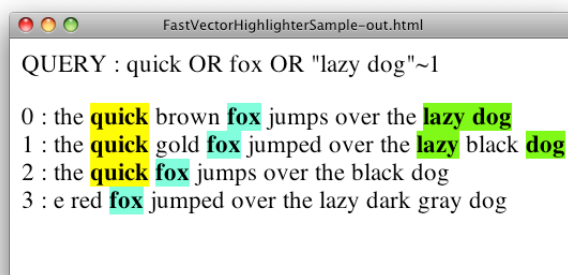 FastVectorHighlighterSample-out.html
QUERY : quick OR fox OR "lazy dog"~1
0 : the quick brown fox jumps over the lazy dog
1 : the quick gold fox jumped over the lazy black dog
2 : the quick fox jumps over the black dog
3 : e red fox jumped over the lazy dark gray dog